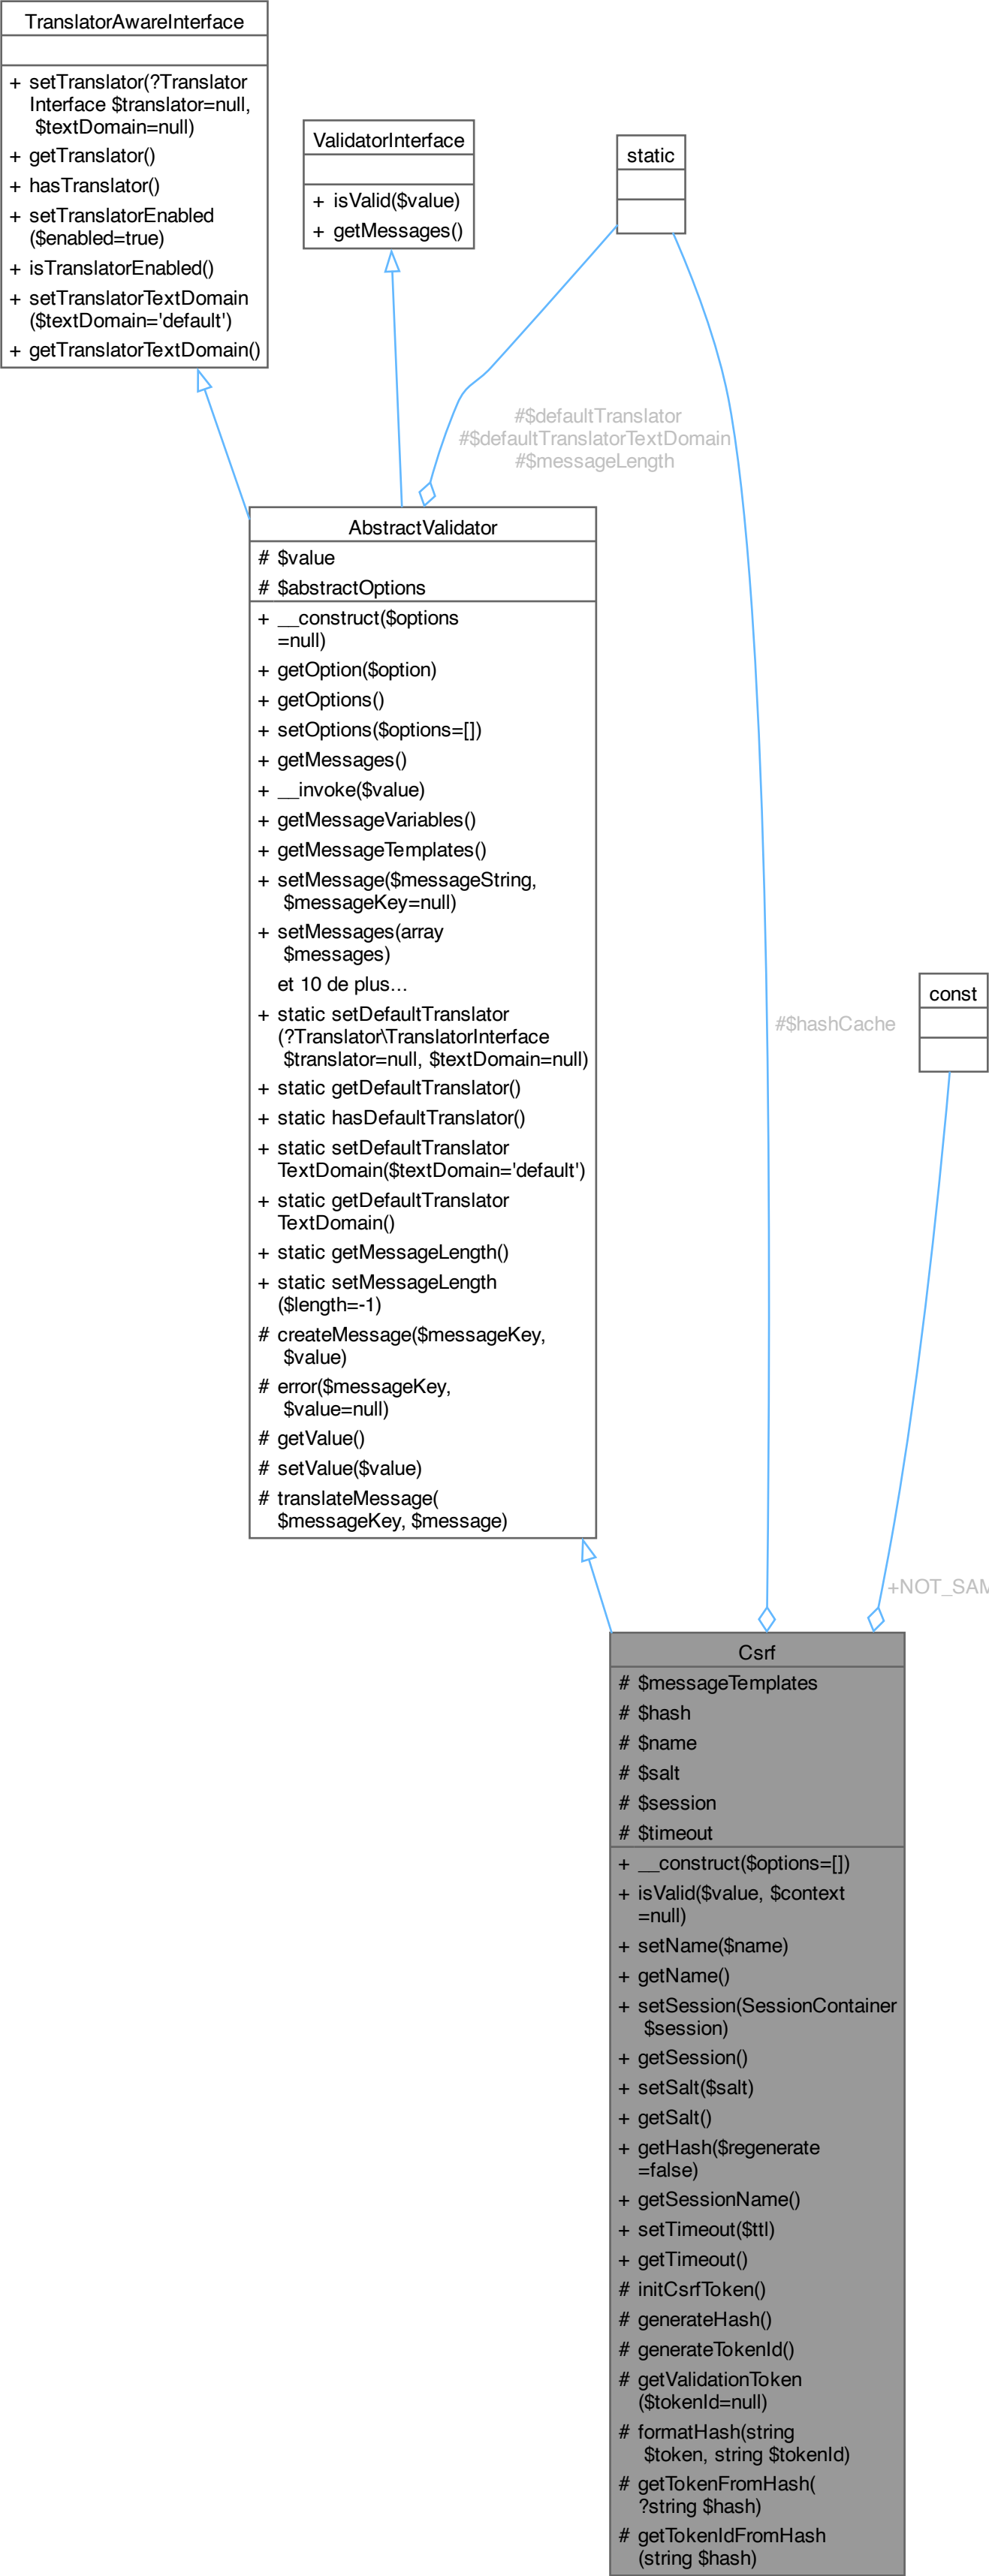 TranslatorAwareInterface
+ setTranslator(?Translator
Interface $translator=null,
$textDomain=null)
+ getTranslator()
+ hasTranslator()
+ setTranslatorEnabled
($enabled=true)
+ isTranslatorEnabled()
+ setTranslatorTextDomain
($textDomain='default')
+ getTranslatorTextDomain()
ValidatorInterface
+ isValid($value)
+ getMessages()
static
#$defaultTranslator
#$defaultTranslatorTextDomain
#$messageLength
AbstractValidator
# $value
# $abstractOptions
+ __construct($options
=null)
+ getOption($option)
+ getOptions()
+ setOptions($options=[])
+ getMessages()
+ __invoke($value)
+ getMessageVariables()
+ getMessageTemplates()
+ setMessage($messageString,
$messageKey=null)
+ setMessages(array
$messages)
et 10 de plus...
+ static setDefaultTranslator
(?Translator\TranslatorInterface
$translator=null, $textDomain=null)
+ static getDefaultTranslator()
+ static hasDefaultTranslator()
+ static setDefaultTranslator
TextDomain($textDomain='default')
+ static getDefaultTranslator
TextDomain()
+ static getMessageLength()
+ static setMessageLength
($length=-1)
# createMessage($messageKey,
$value)
# error($messageKey,
$value=null)
# getValue()
# setValue($value)
# translateMessage(
$messageKey, $message)
const
#$hashCache
+NOT_SAM
Csrf
# $messageTemplates
# $hash
# $name
# $salt
# $session
# $timeout
+ __construct($options=[])
+ isValid($value, $context
=null)
+ setName($name)
+ getName()
+ setSession(SessionContainer
$session)
+ getSession()
+ setSalt($salt)
+ getSalt()
+ getHash($regenerate
=false)
+ getSessionName()
+ setTimeout($ttl)
+ getTimeout()
# initCsrfToken()
# generateHash()
# generateTokenId()
# getValidationToken
($tokenId=null)
# formatHash(string
$token, string $tokenId)
# getTokenFromHash(
?string $hash)
# getTokenIdFromHash
(string $hash)